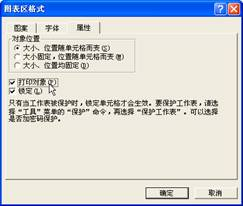 图表区格式
图案 字体 属性
对象位置
大小、位置随单元格而变(S)
大小固定，位置随单元格而变(M)
大小、位置均固定(D)
打印对象(P)
锁定(L)
只有当工作表被保护时，锁定单元格才会生效。要保护工作表，请选
择“工具”菜单的“保护”命令，再选择“保护工作表”。可以选择
是否加密码保护。
确定 取消